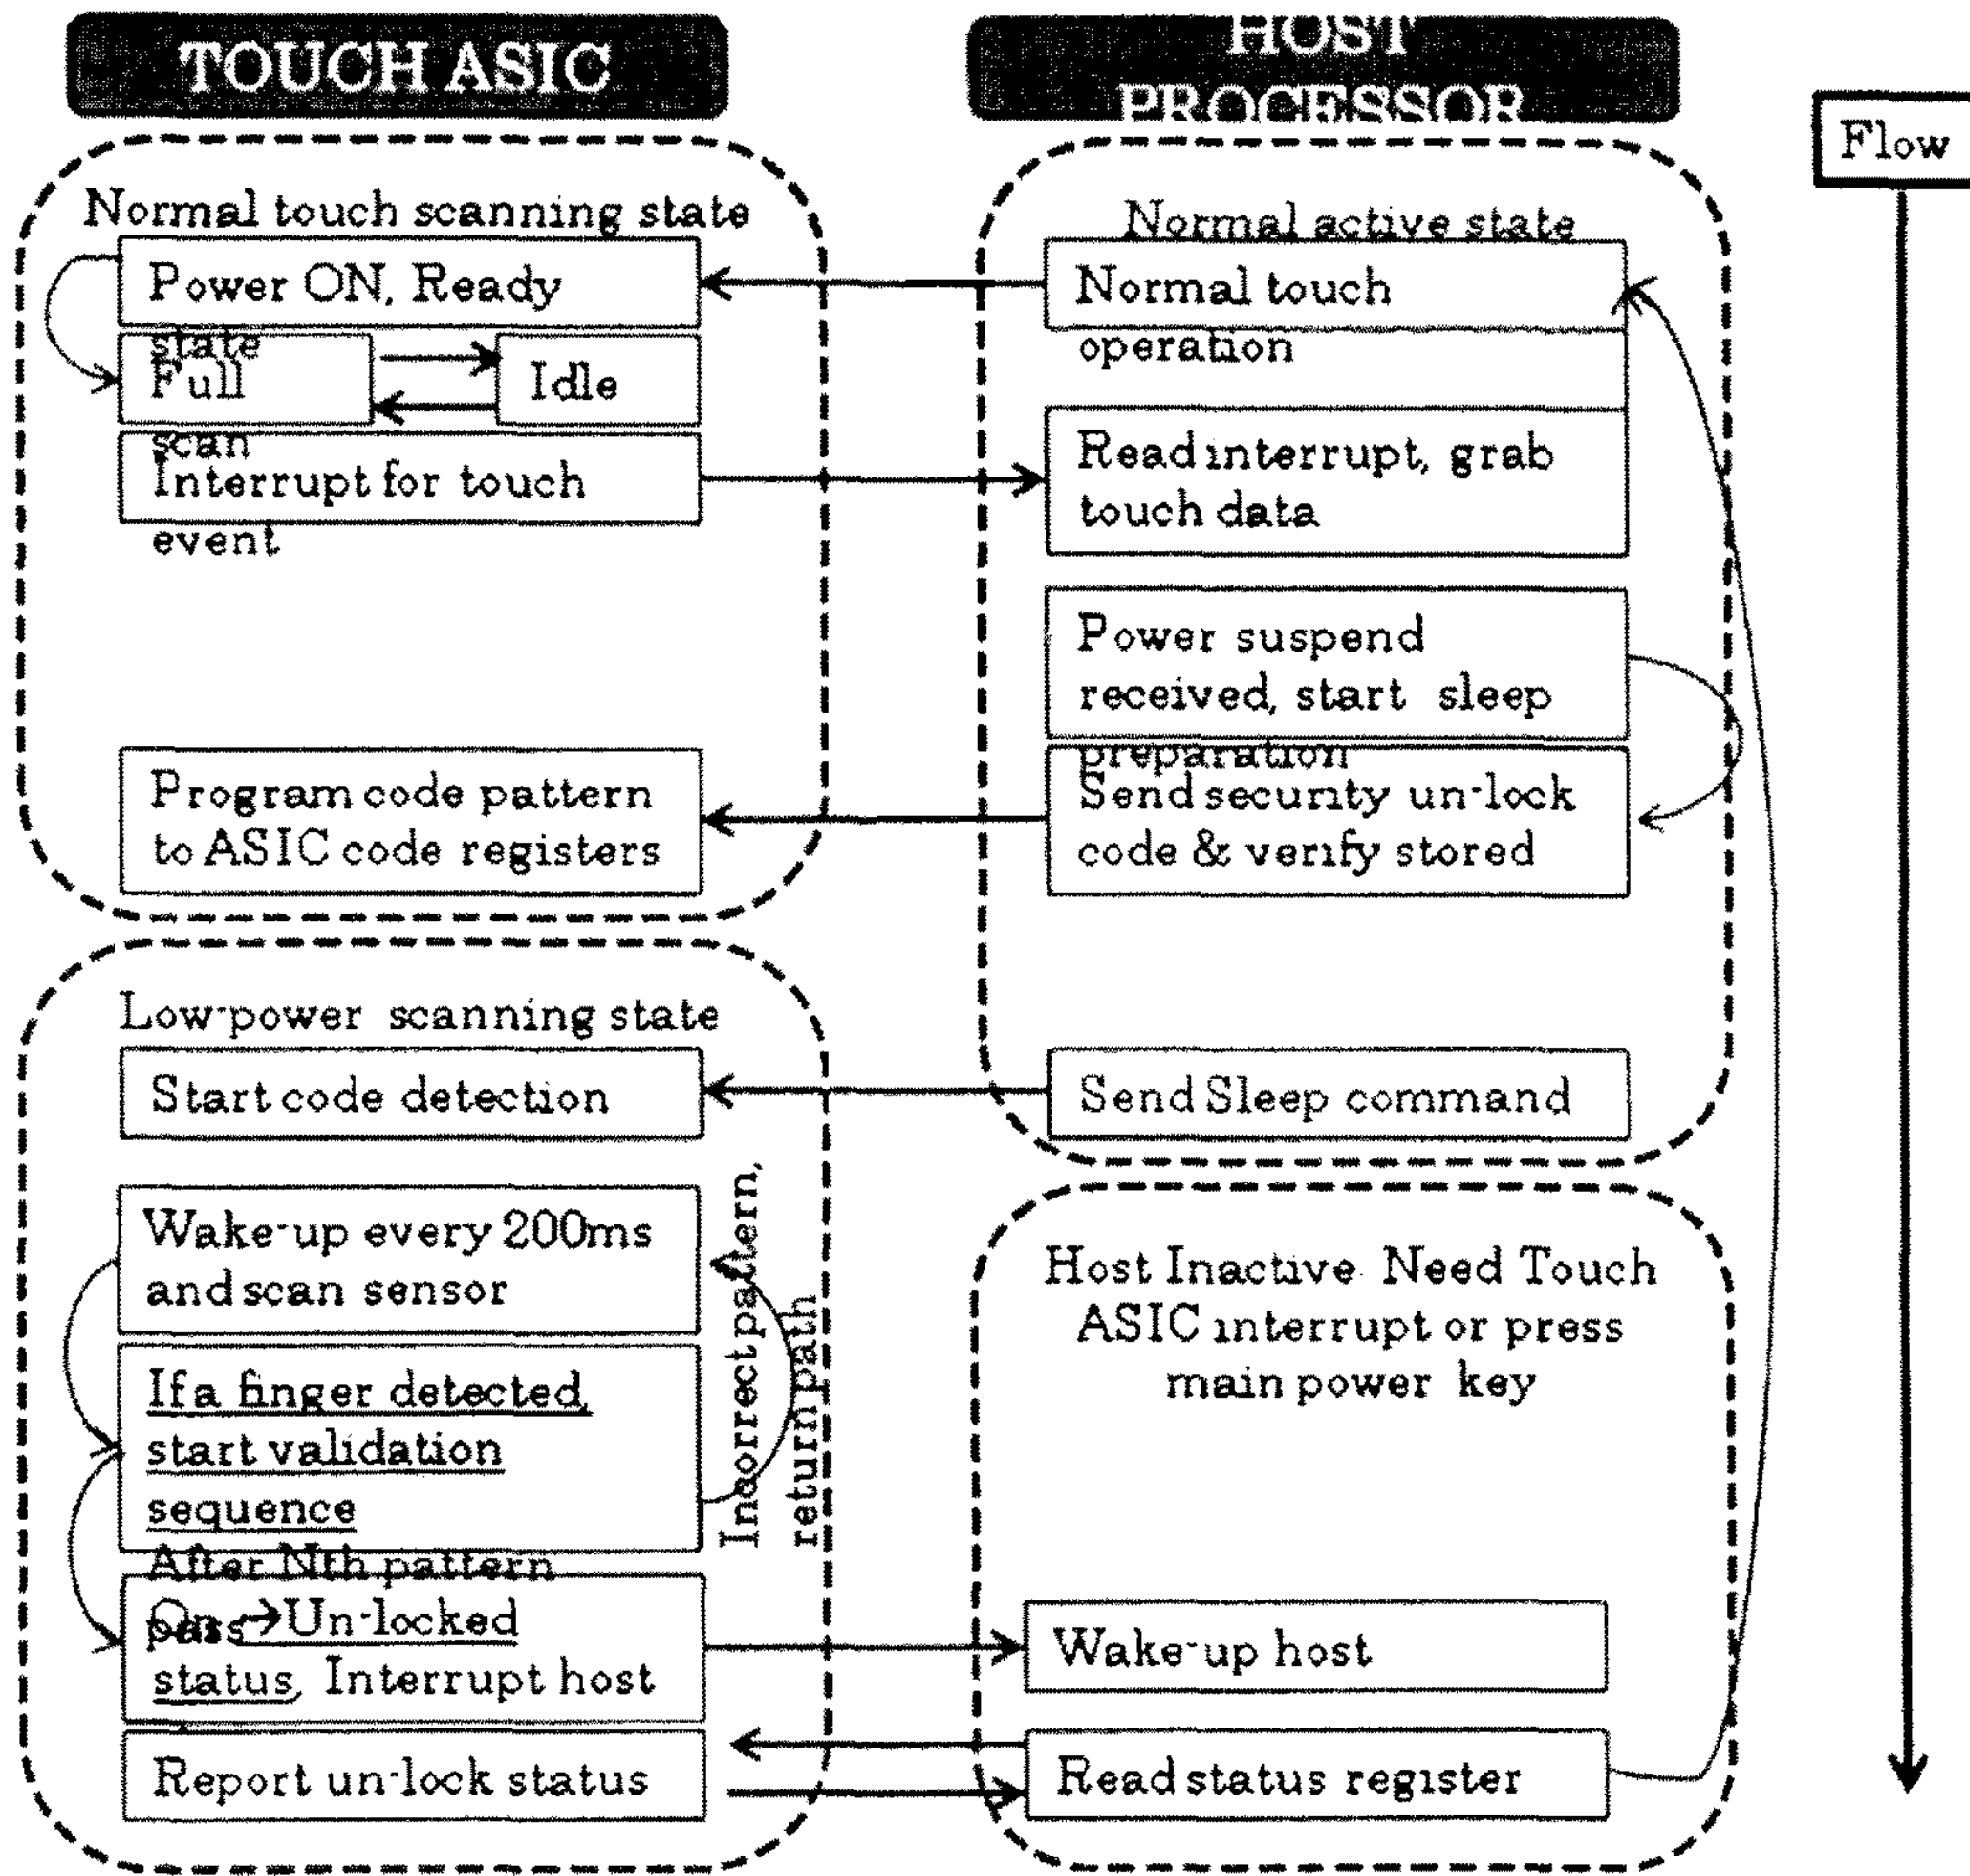 TOUCH ASIC
HOST
PROCESSOR
Flow
Normal touch scanning state
Power ON, Ready
state
Full
scan
Idle
Interrupt for touch
event
Program code pattern
to ASIC code registers
Normal active state
Normal touch
operation
Read interrupt, grab
touch data
Power suspend
received, start sleep
preparation
Send security un-lock
code & verify stored
Send Sleep command
Low-power scanning state
Start code detection
Wake-up every 200ms
and scan sensor
If a finger detected,
start validation
sequence
After Nth pattern
pass
→Un-locked
status, Interrupt host
Report un-lock status
Incorrect pattern,
return path
Host Inactive. Need Touch
ASIC interrupt or press
main power key
Wake-up host
Read status register